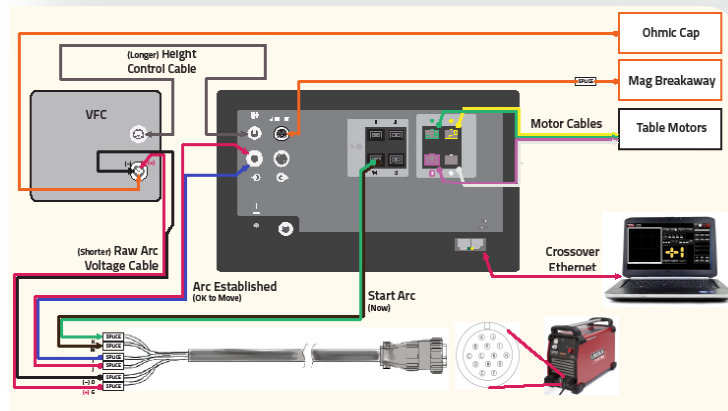 (Longer) Height
Control Cable
Ohmic Cap
SPLICE
Mag Breakaway
VFC
Motor Cables
Table Motors
(Shorter) Raw Arc
Voltage Cable
Arc Established
(OK to Move)
Start Arc
(Now)
Crossover
Ethernet
SPLICE
SPLICE
SPLICE
SPLICE
SPLICE
(-) D
SPLICE
(+) E
LINCOLN